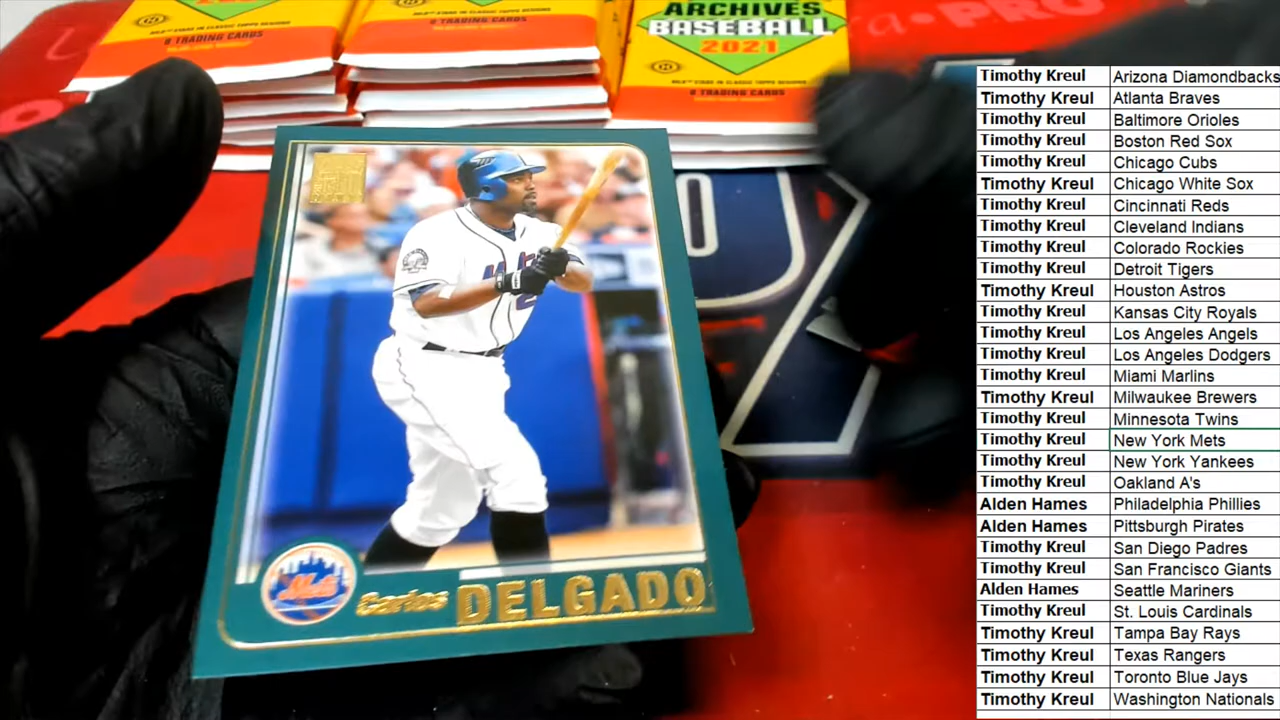 8 TRADING CARDS
8 TRADING CARDS
ARCHIVES
BASEBALL
2021
8 TRADING CARDS
PRO
Mets
Carlos DELGADO
Timothy Kreul Arizona Diamondbacks
Timothy Kreul Atlanta Braves
Timothy Kreul Baltimore Orioles
Timothy Kreul Boston Red Sox
Timothy Kreul Chicago Cubs
Timothy Kreul Chicago White Sox
Timothy Kreul Cincinnati Reds
Timothy Kreul Cleveland Indians
Timothy Kreul Colorado Rockies
Timothy Kreul Detroit Tigers
Timothy Kreul Houston Astros
Timothy Kreul Kansas City Royals
Timothy Kreul Los Angeles Angels
Timothy Kreul Los Angeles Dodgers
Timothy Kreul Miami Marlins
Timothy Kreul Milwaukee Brewers
Timothy Kreul Minnesota Twins
Timothy Kreul New York Mets
Timothy Kreul New York Yankees
Timothy Kreul Oakland A's
Alden Hames Philadelphia Phillies
Alden Hames Pittsburgh Pirates
Timothy Kreul San Diego Padres
Timothy Kreul San Francisco Giants
Alden Hames Seattle Mariners
Timothy Kreul St. Louis Cardinals
Timothy Kreul Tampa Bay Rays
Timothy Kreul Texas Rangers
Timothy Kreul Toronto Blue Jays
Timothy Kreul Washington Nationals